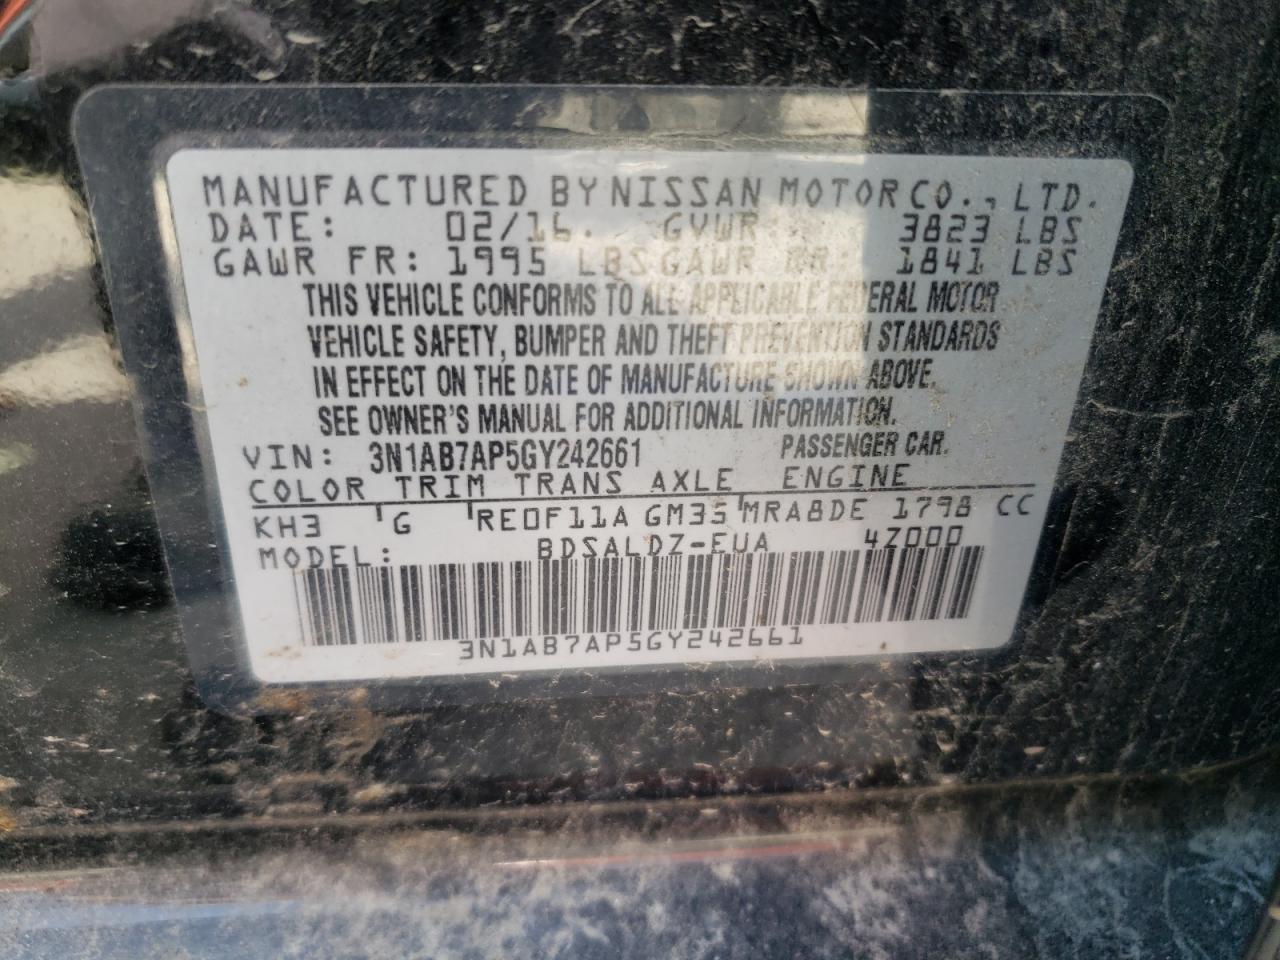 MANUFACTURED BY NISSAN MOTOR CO., LTD.
DATE: 02/16. GVWR: 3823 LBS
GAWR FR: 1995 LBS GAWR RR: 1841 LBS
THIS VEHICLE CONFORMS TO ALL APPLICABLE FEDERAL MOTOR
VEHICLE SAFETY, BUMPER AND THEFT PREVENTION STANDARDS
IN EFFECT ON THE DATE OF MANUFACTURE SHOWN ABOVE.
SEE OWNER'S MANUAL FOR ADDITIONAL INFORMATION.
VIN: 3N1AB7AP5GY242661 PASSENGER CAR.
COLOR TRIM TRANS AXLE ENGINE
KH3 G RE0F11A GM35 MRA8DE 1798 CC
MODEL: BDSALDZ-EUA 4Z000
3N1AB7AP5GY242661